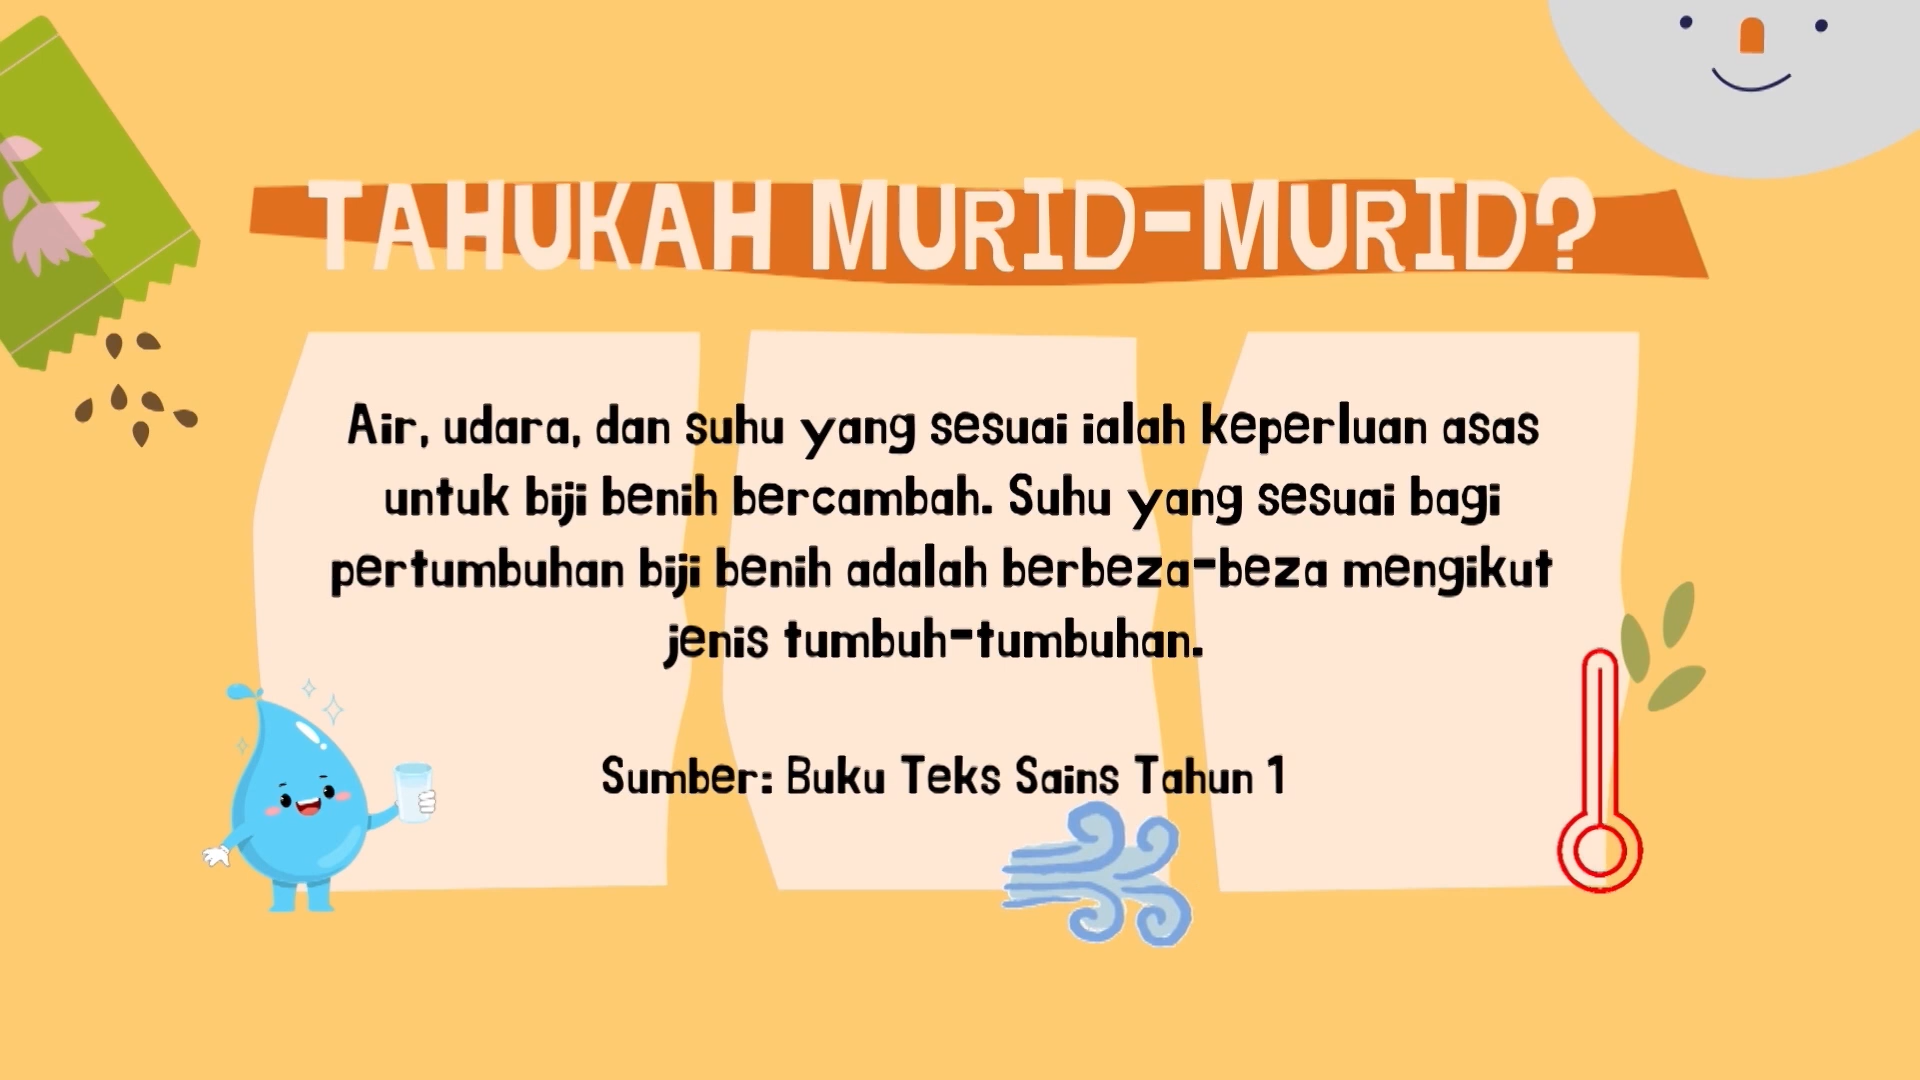 TAHUKAH MURID-MURID?
Air, udara, dan suhu yang sesuai ialah keperluan asas
untuk biji benih bercambah. Suhu yang sesuai bagi
pertumbuhan biji benih adalah berbeza-beza mengikut
jenis tumbuh-tumbuhan.
Sumber: Buku Teks Sains Tahun 1